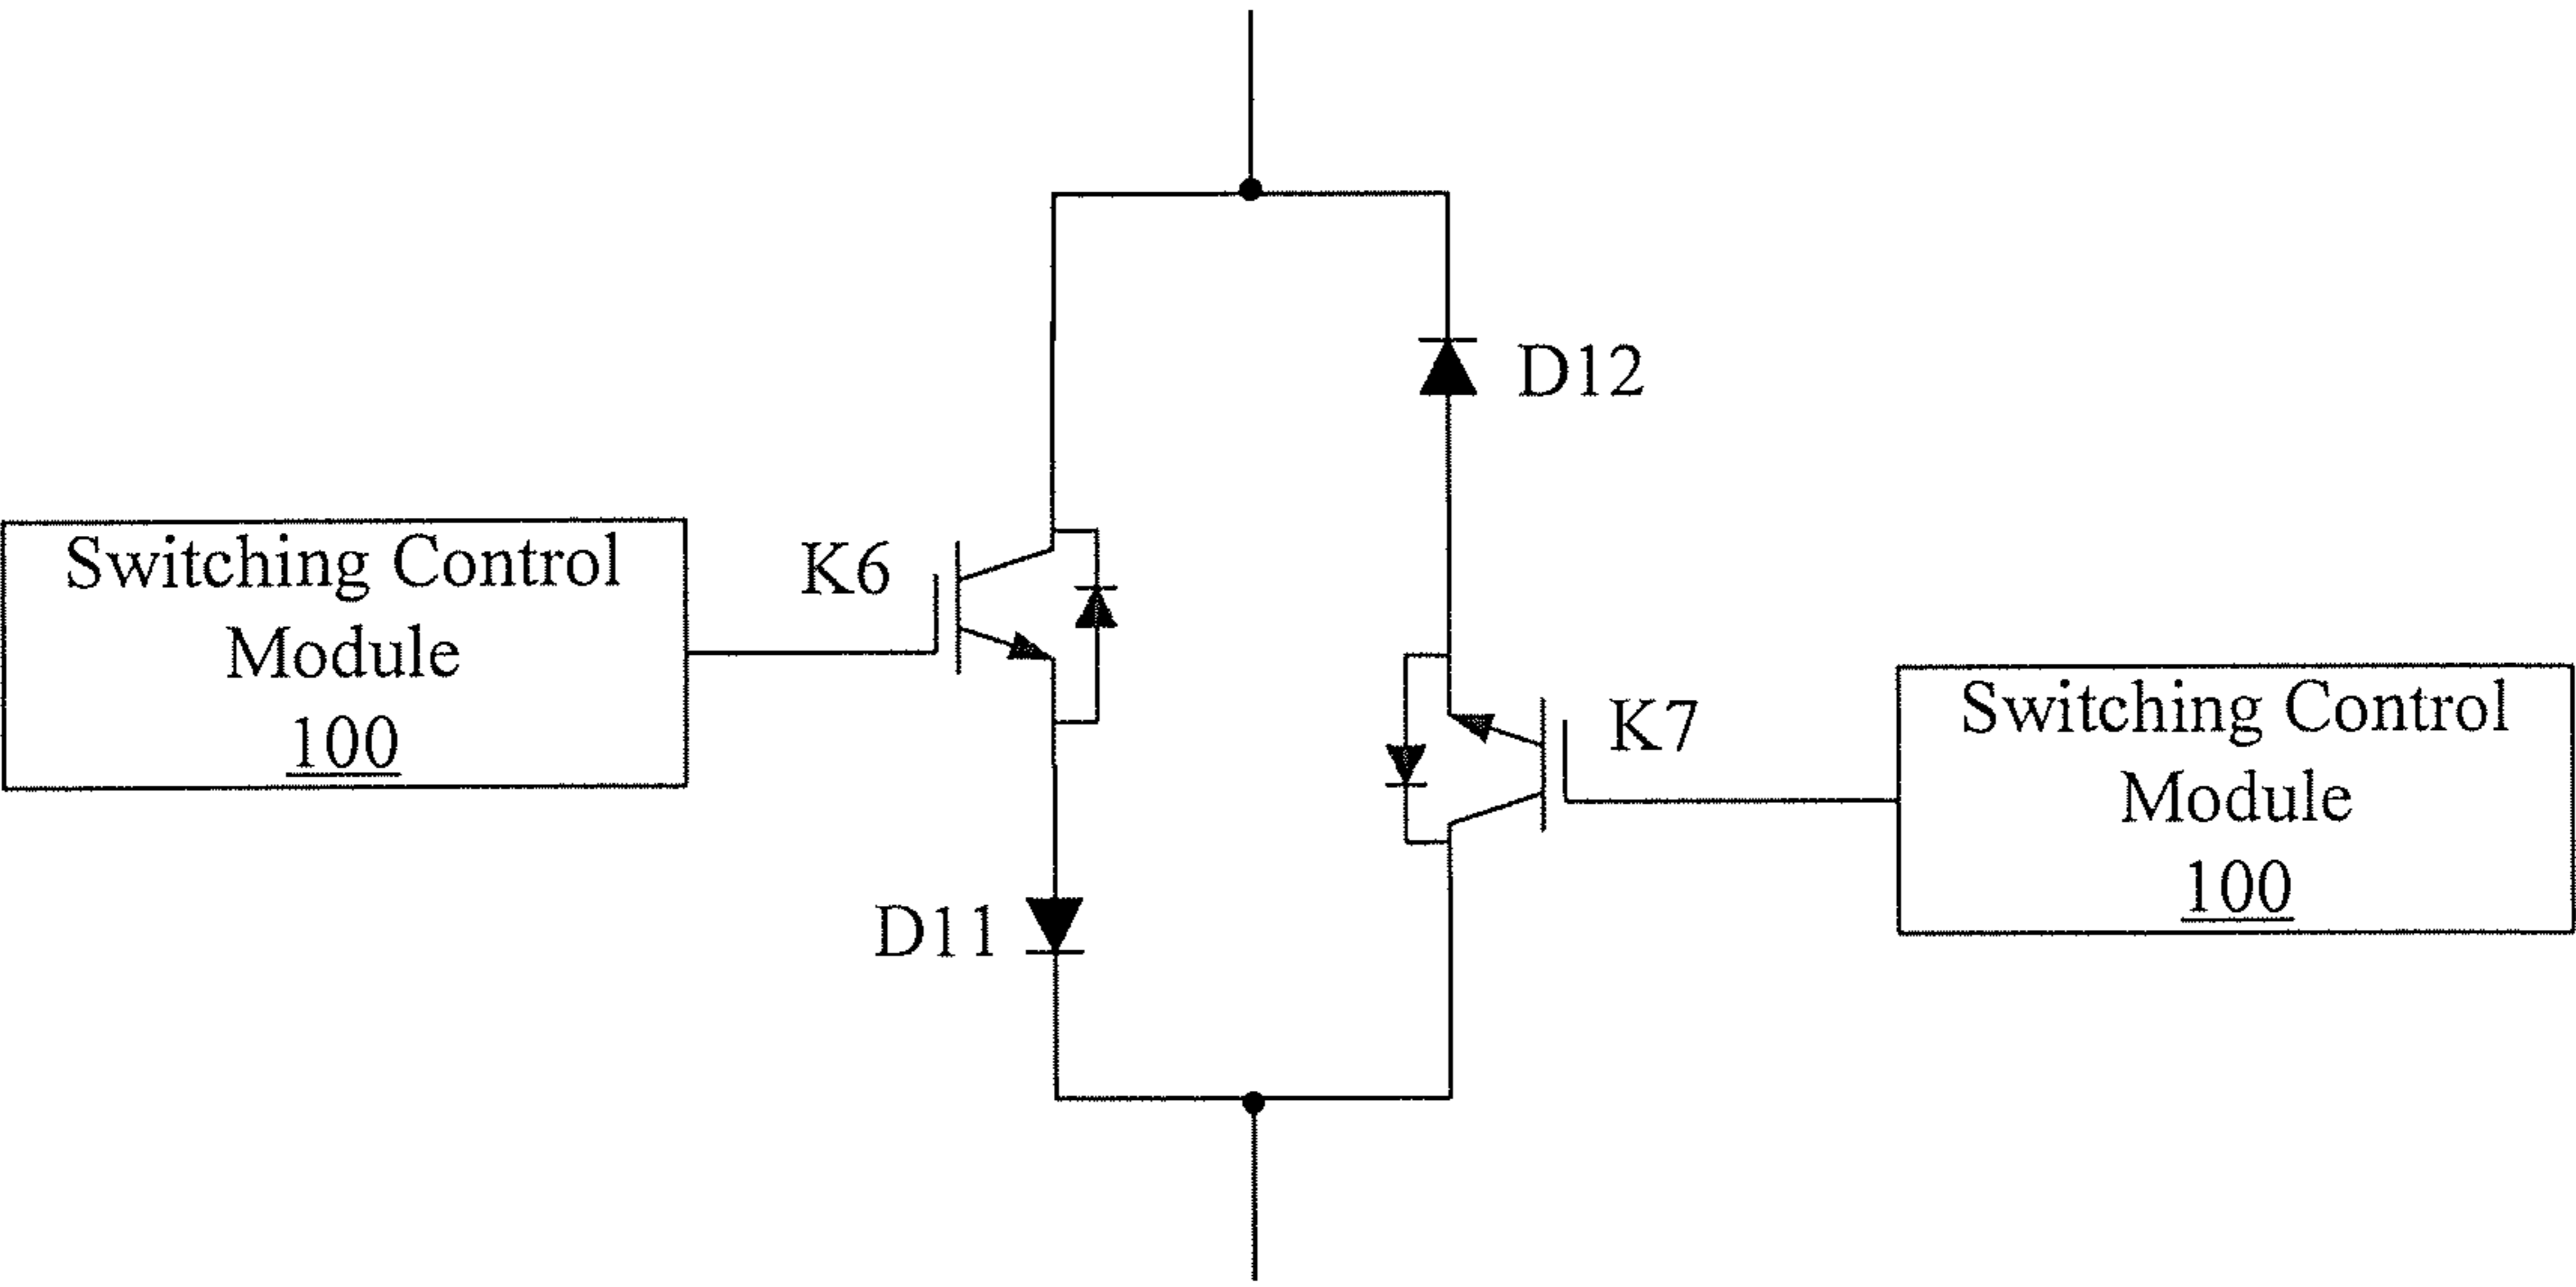 D12
K6
Switching Control
Module
100
K7
Switching Control
Module
100
D11